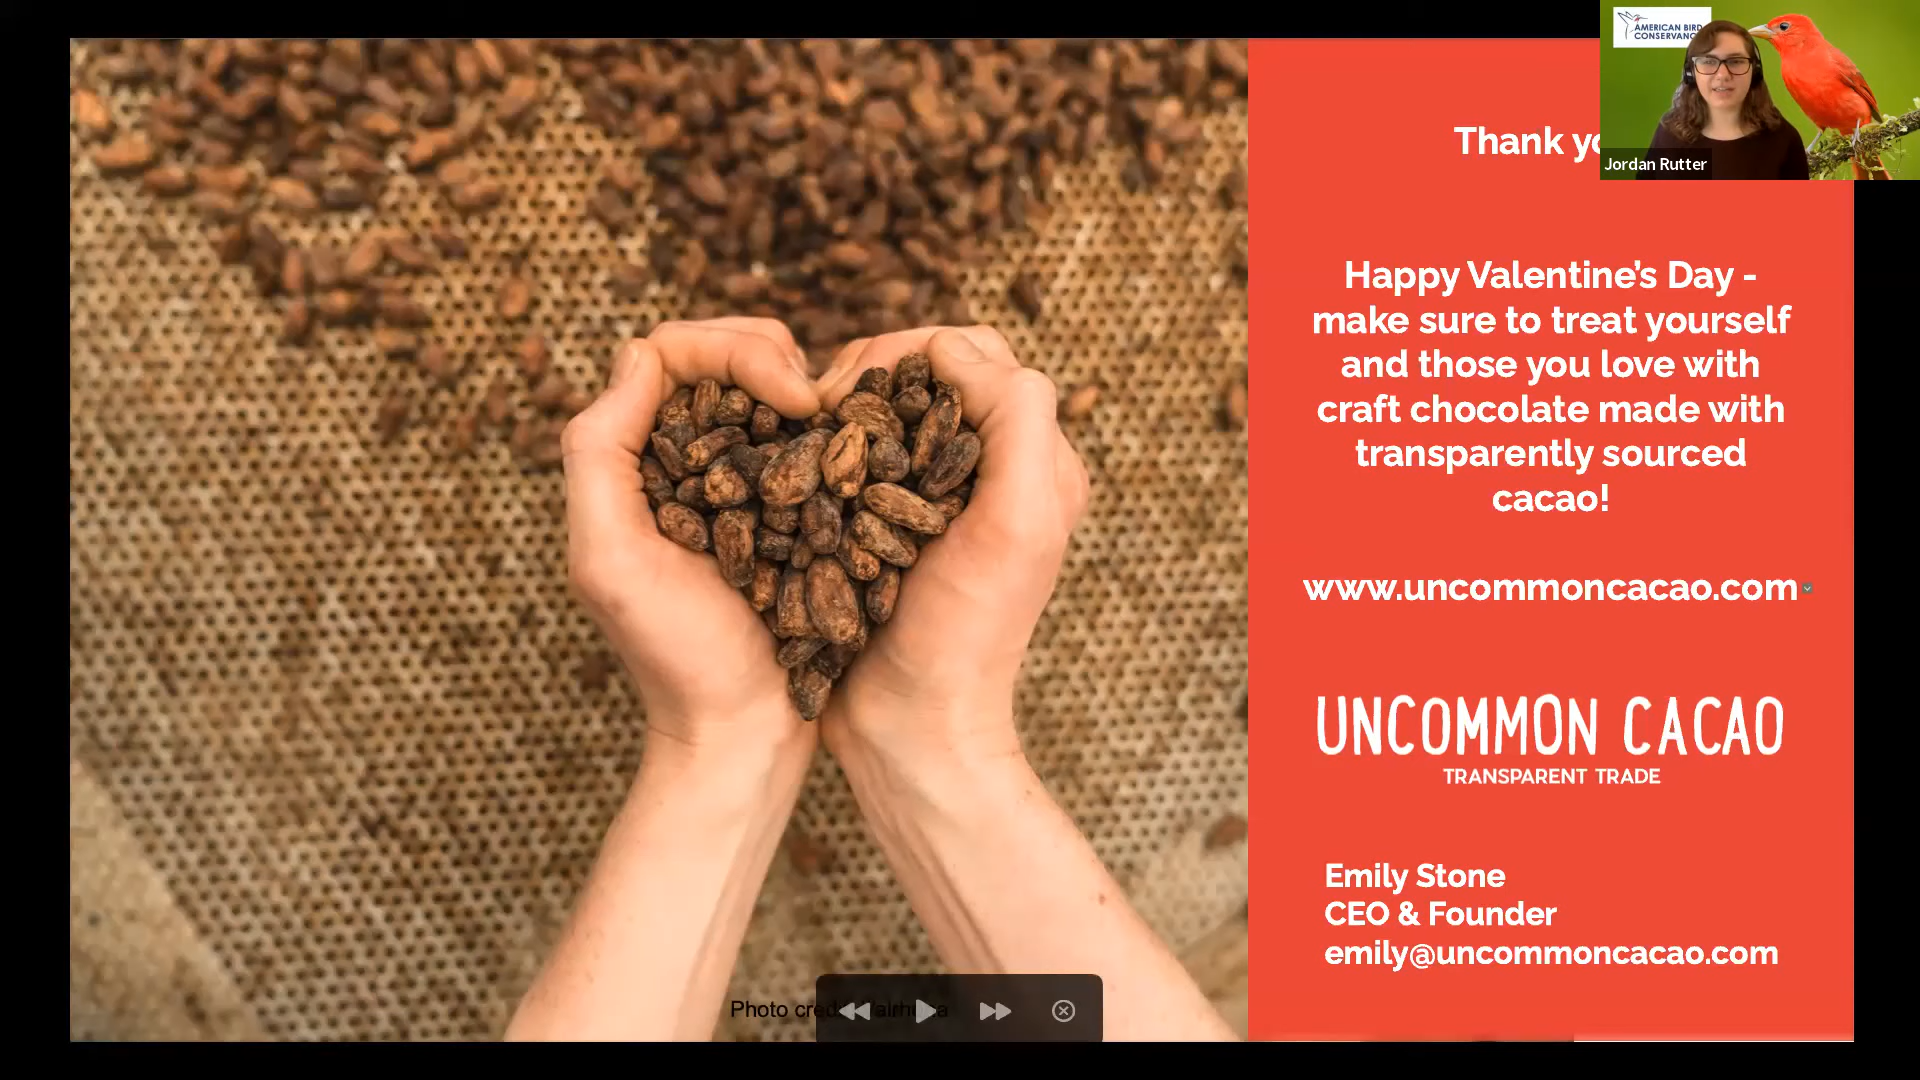 AMERICAN BIRD
Jordan Rutter
Thank
Happy Valentine's Day -
make sure to treat yourself
and those you love with
craft chocolate made with
transparently sourced
cacao!
www.uncommoncacao.com
UNCOMMON CACAO
TRANSPARENT TRADE
Emily Stone
CEO & Founder
emily@uncommoncacao.com
Photo